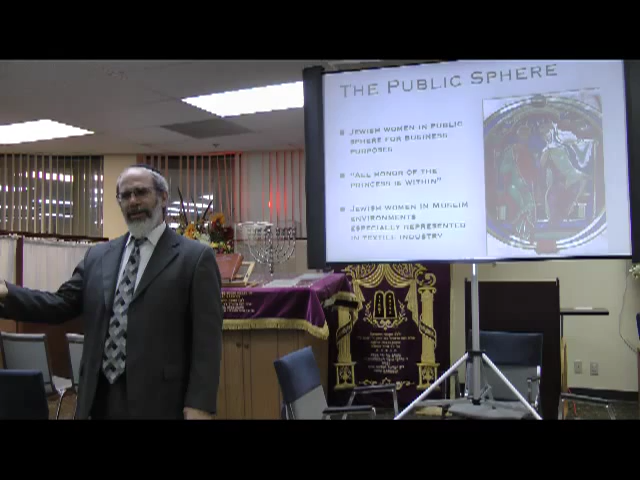 The Public Sphere
Jewish women in public
sphere for business
purposes
"All honor of the
princess is within"
Jewish women in Muslim
environments
especially represented
in textile industry